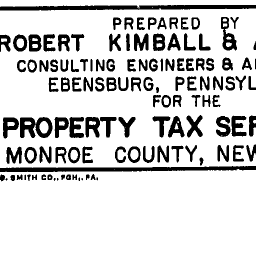 PREPARED BY
ROBERT KIMBALL &
CONSULTING ENGINEERS &
EBENSBURG,
FOR THE
PROPERTY TAX
MONROE COUNTY,
SMITH CO., PGH., PA.